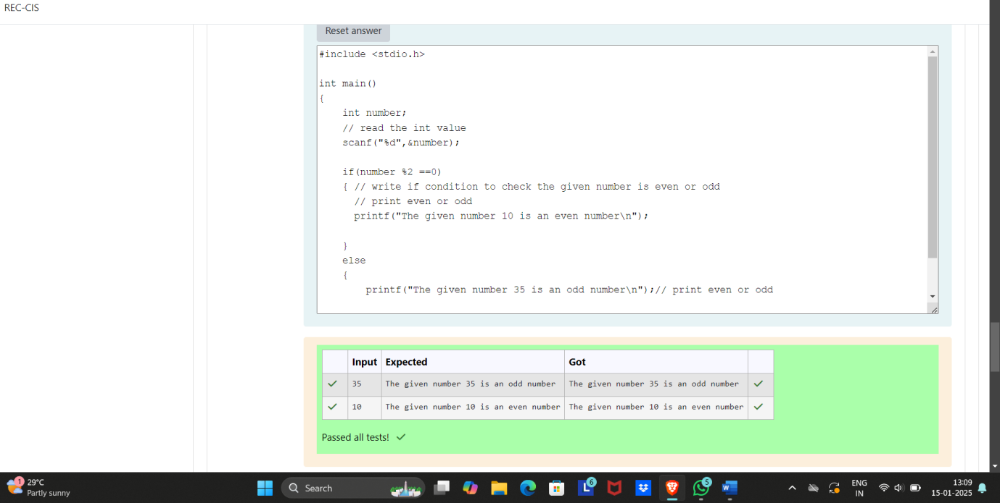 REC-CIS
Reset answer
#include <stdio.h>
int main()
{
int number;
// read the int value
scanf("%d",&number);
if(number %2 ==0)
{ // write if condition to check the given number is even or odd
// print even or odd
printf("The given number 10 is an even number\n");
}
else
{
printf("The given number 35 is an odd number\n");// print even or odd
Input Expected Got
35 The given number 35 is an odd number The given number 35 is an odd number
10 The given number 10 is an even number The given number 10 is an even number
Passed all tests!
1 29°C
Partly sunny
Search
L 6
5
W
ENG
IN
13:09
15-01-2025